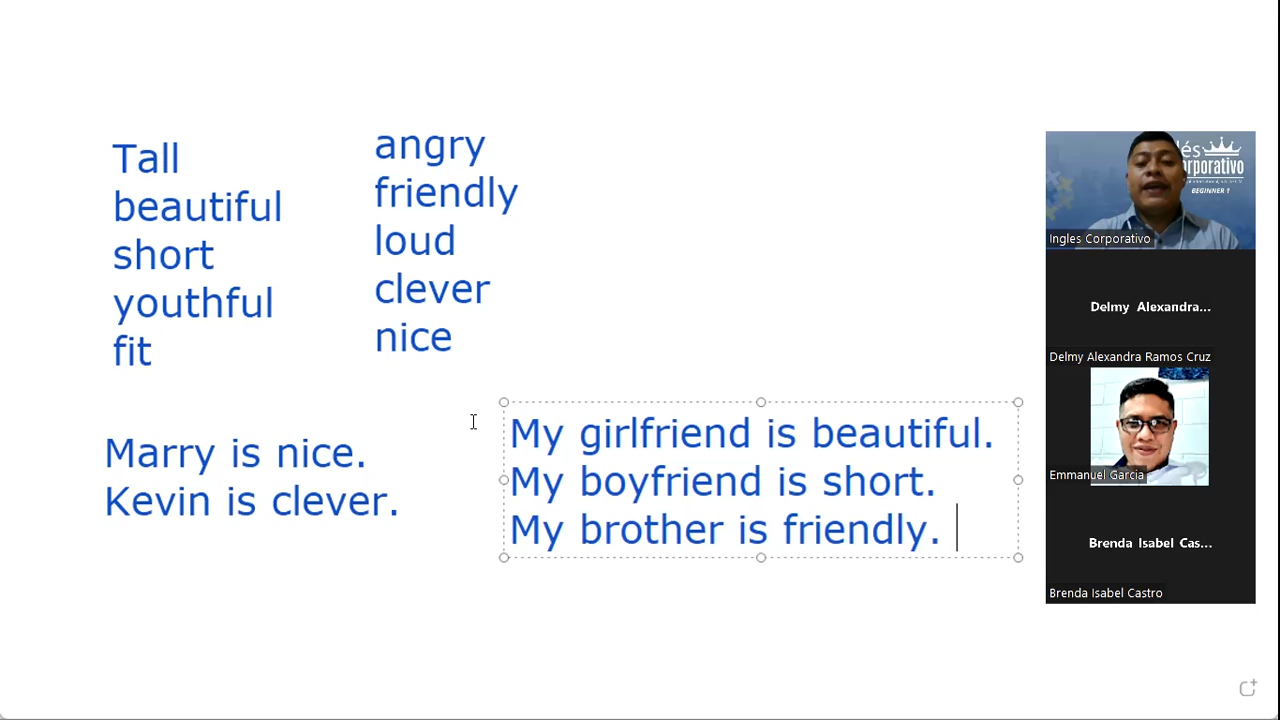 Tall
beautiful
short
youthful
fit
angry
friendly
loud
clever
nice
Marry is nice.
Kevin is clever.
My girlfriend is beautiful.
My boyfriend is short.
My brother is friendly.
BEGINNER 1
Ingles Corporativo
Delmy Alexandra...
Delmy Alexandra Ramos Cruz
Emmanuel Garcia
Brenda Isabel Cas...
Brenda Isabel Castro